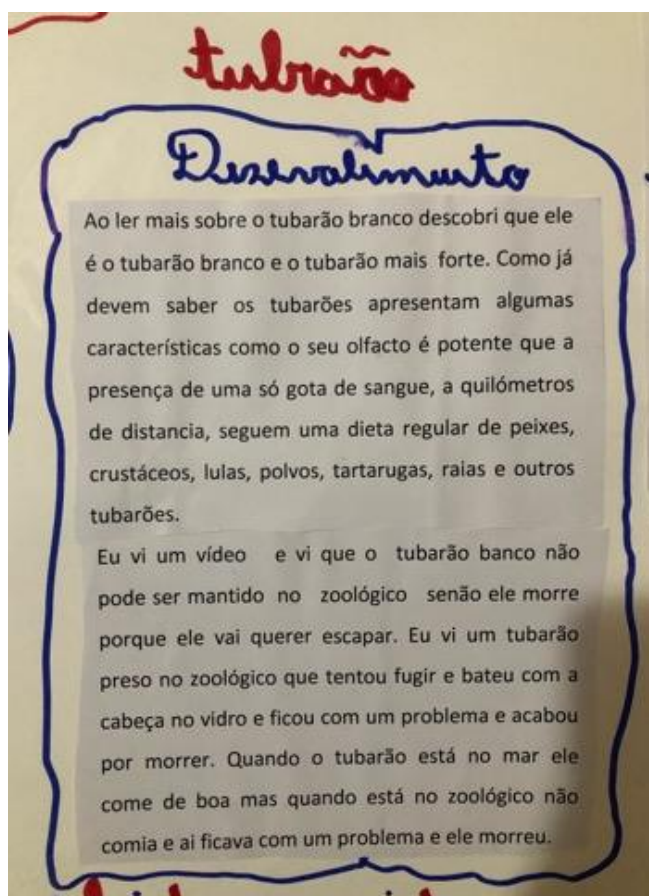 tubraão
Desevalimuito
Ao ler mais sobre o tubarão branco descobri que ele
é o tubarão branco e o tubarão mais forte. Como já
devem saber os tubarões apresentam algumas
características como o seu olfacto é potente que a
presença de uma só gota de sangue, a quilómetros
de distancia, seguem uma dieta regular de peixes,
crustáceos, lulas, polvos, tartarugas, raias e outros
tubarões.
Eu vi um vídeo e vi que o tubarão banco não
pode ser mantido no zoológico senão ele morre
porque ele vai querer escapar. Eu vi um tubarão
preso no zoológico que tentou fugir e bateu com a
cabeça no vidro e ficou com um problema e acabou
por morrer. Quando o tubarão está no mar ele
come de boa mas quando está no zoológico não
comia e ai ficava com um problema e ele morreu.